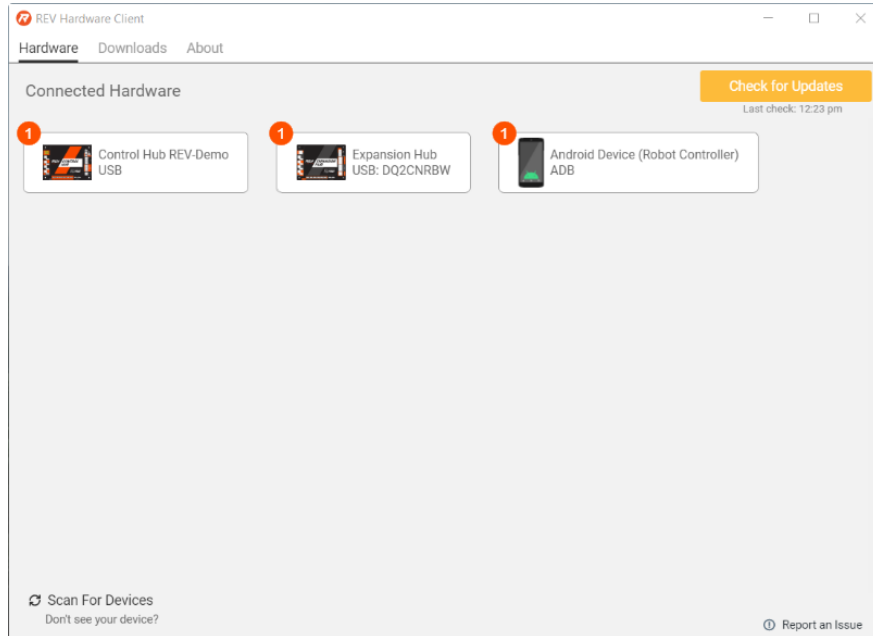 REV Hardware Client
Hardware Downloads About
Connected Hardware
Check for Updates
Last check: 12:23 pm
1
Control Hub REV-Demo
USB
1
Expansion Hub
USB: DQ2CNRBW
1
Android Device (Robot Controller)
ADB
Scan For Devices
Don't see your device?
Report an Issue